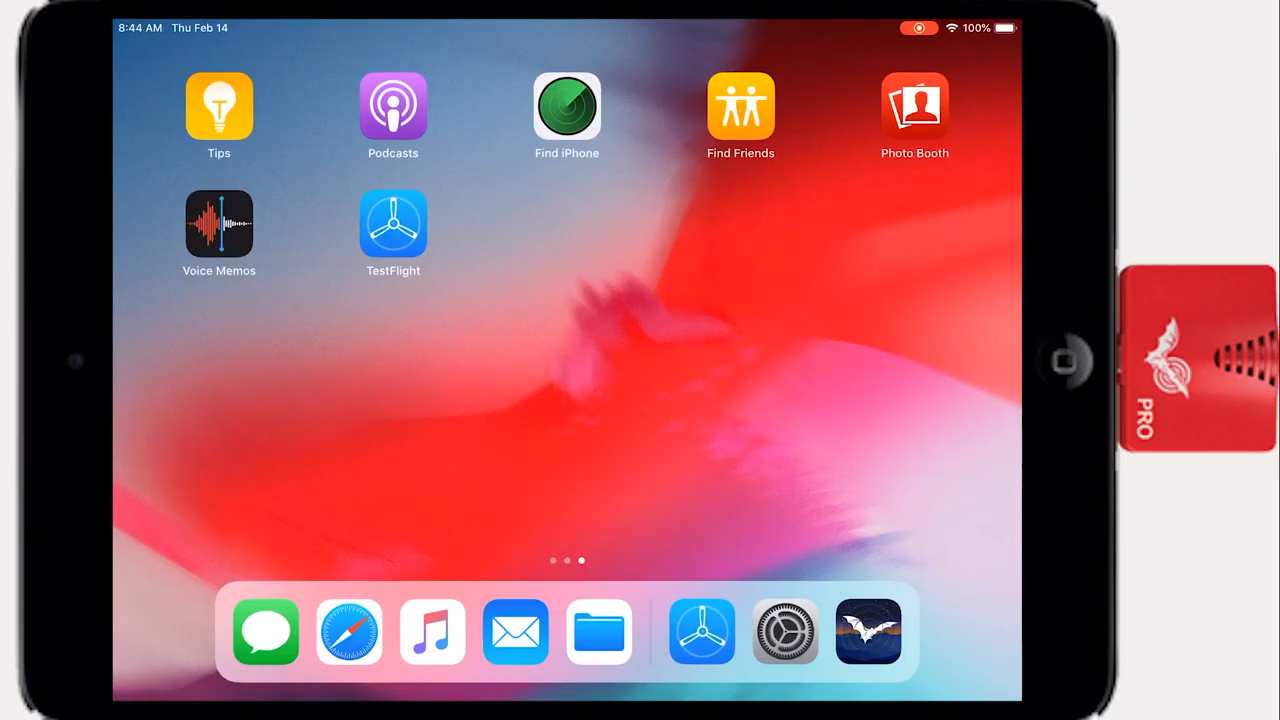 8:44 AM Thu Feb 14 100%
Tips Podcasts Find iPhone Find Friends Photo Booth
Voice Memos TestFlight
PRO